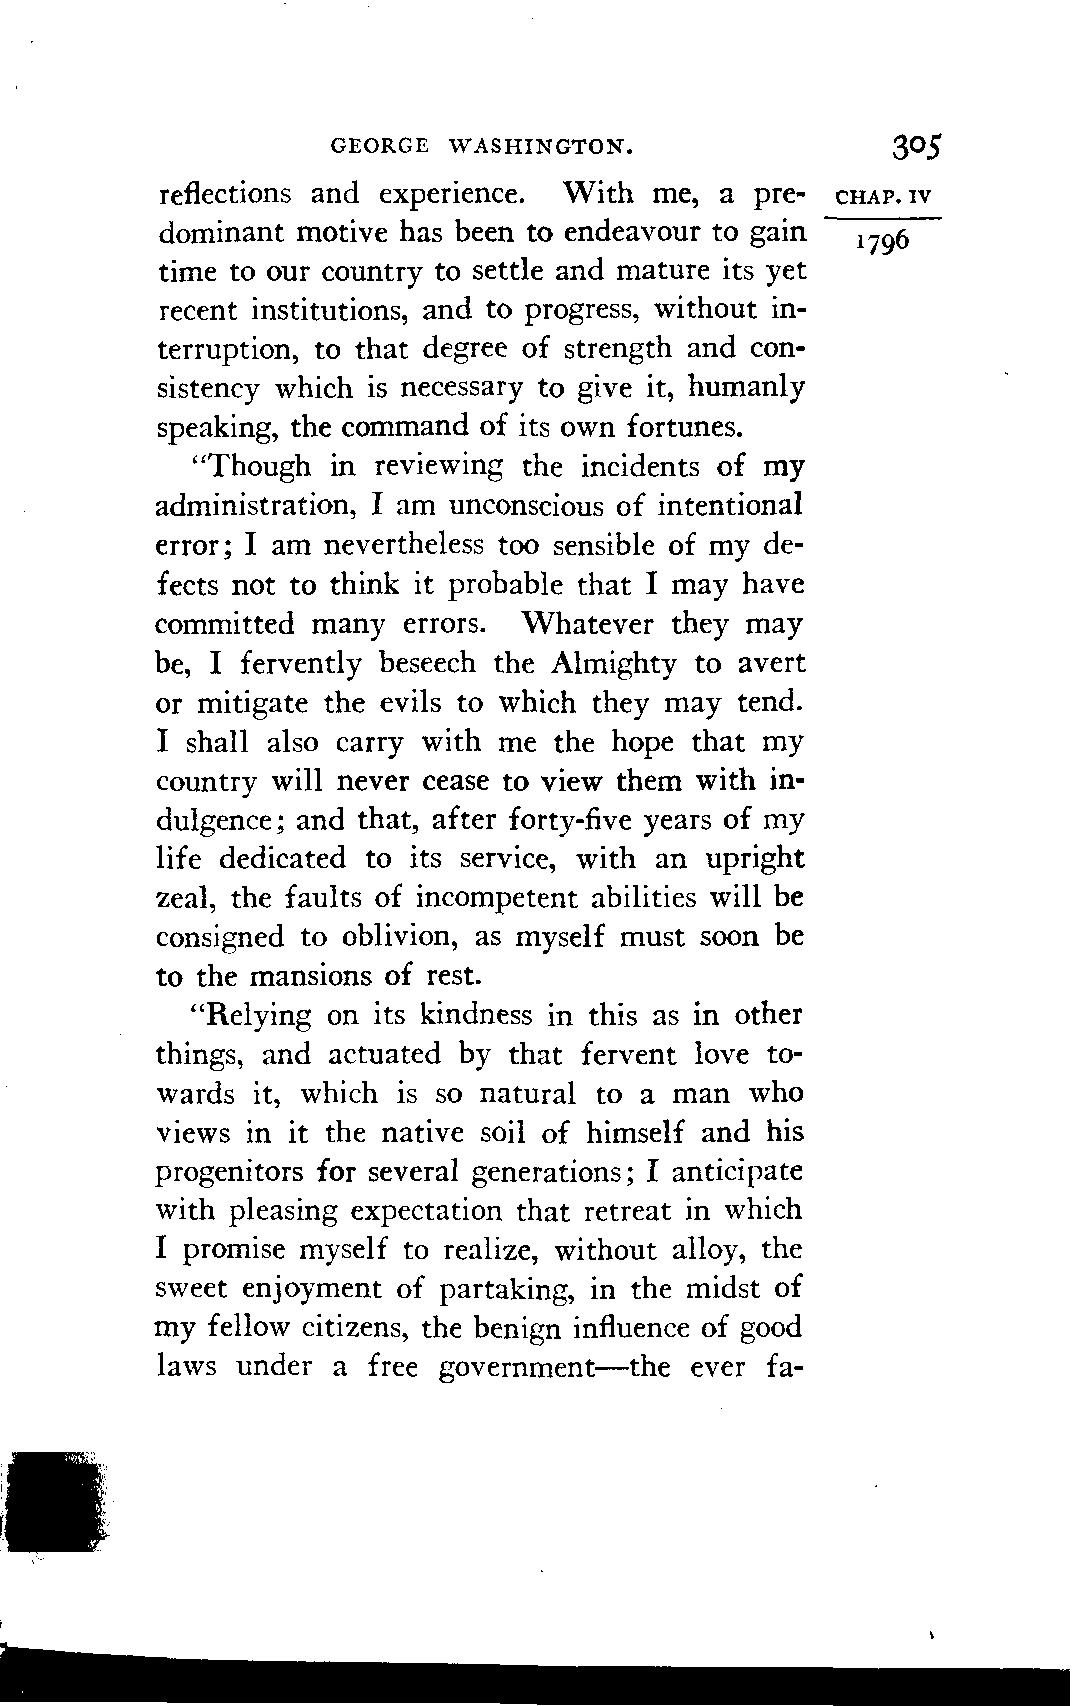 GEORGE WASHINGTON. 305
reflections and experience. With me, a pre- CHAP. IV
dominant motive has been to endeavour to gain 1796
time to our country to settle and mature its yet
recent institutions, and to progress, without in-
terruption, to that degree of strength and con-
sistency which is necessary to give it, humanly
speaking, the command of its own fortunes.
"Though in reviewing the incidents of my
administration, I am unconscious of intentional
error; I am nevertheless too sensible of my de-
fects not to think it probable that I may have
committed many errors. Whatever they may
be, I fervently beseech the Almighty to avert
or mitigate the evils to which they may tend.
I shall also carry with me the hope that my
country will never cease to view them with in-
dulgence; and that, after forty-five years of my
life dedicated to its service, with an upright
zeal, the faults of incompetent abilities will be
consigned to oblivion, as myself must soon be
to the mansions of rest.
"Relying on its kindness in this as in other
things, and actuated by that fervent love to-
wards it, which is so natural to a man who
views in it the native soil of himself and his
progenitors for several generations; I anticipate
with pleasing expectation that retreat in which
I promise myself to realize, without alloy, the
sweet enjoyment of partaking, in the midst of
my fellow citizens, the benign influence of good
laws under a free government—the ever fa-